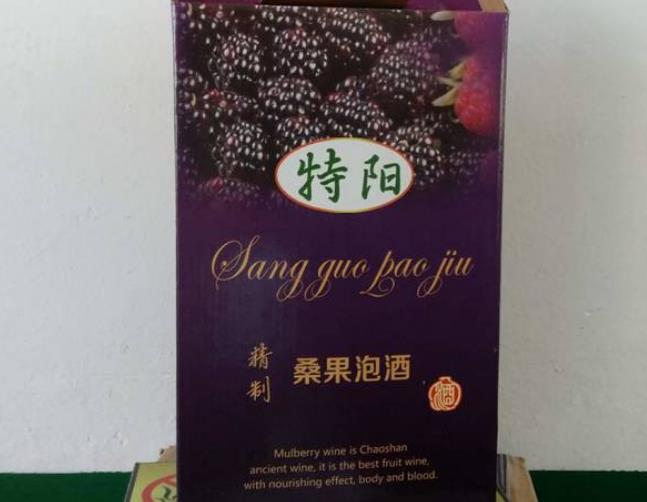 特阳
Sang guo pao jiu
精制
桑果泡酒
酒
Mulberry wine is Chaoshan
ancient wine, it is the best fruit wine,
with nourishing effect, body and blood.